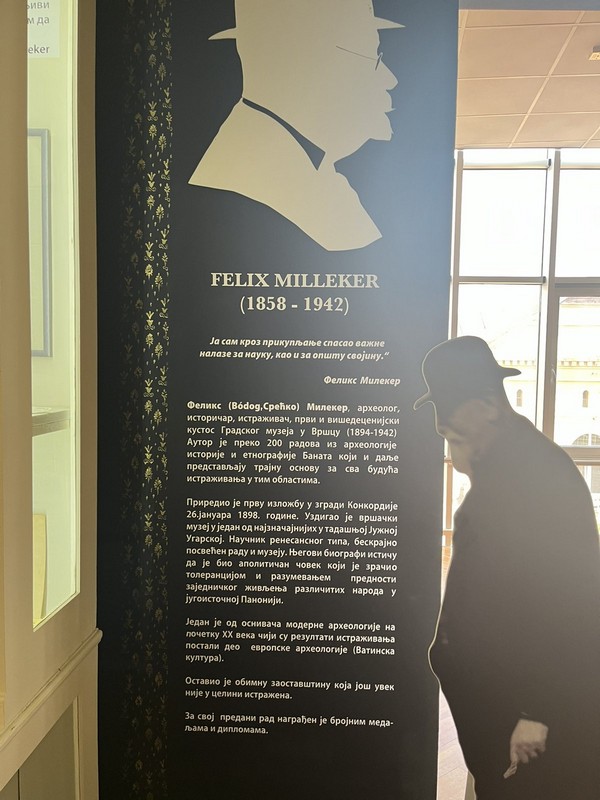 ьиви
м да
leker
FELIX MILLEKER
(1858 - 1942)
Ја сам кроз прикупљање спасао важне
налазе за науку, као и за општу својину.“
Феликс Милекер
Феликс (Bódog,Срећко) Милекер, археолог,
историчар, истраживач, први и вишедеценијски
кустос Градског музеја у Вршцу (1894-1942)
Аутор је преко 200 радова из археологије
историје и етнографије Баната који и даље
представљају трајну основу за сва будућа
истраживања у тим областима.
Приредио је прву изложбу у згради Конкордије
26.јануара 1898. године. Уздигао је вршачки
музеј у један од најзначајнијих у тадашњој Јужној
Угарској. Научник ренесансног типа, бескрајно
посвећен раду и музеју. Његови биографи истичу
да је био аполитичан човек који је зрачио
толеранцијом и разумевањем предности
заједничког живљења различитих народа у
југоисточној Панонији.
Један је од оснивача модерне археологије на
почетку XX века чији су резултати истраживања
постали део европске археологије (Ватинска
култура).
Оставио је обимну заоставштину која још увек
није у целини истражена.
За свој предани рад награђен је бројним меда-
љама и дипломама.